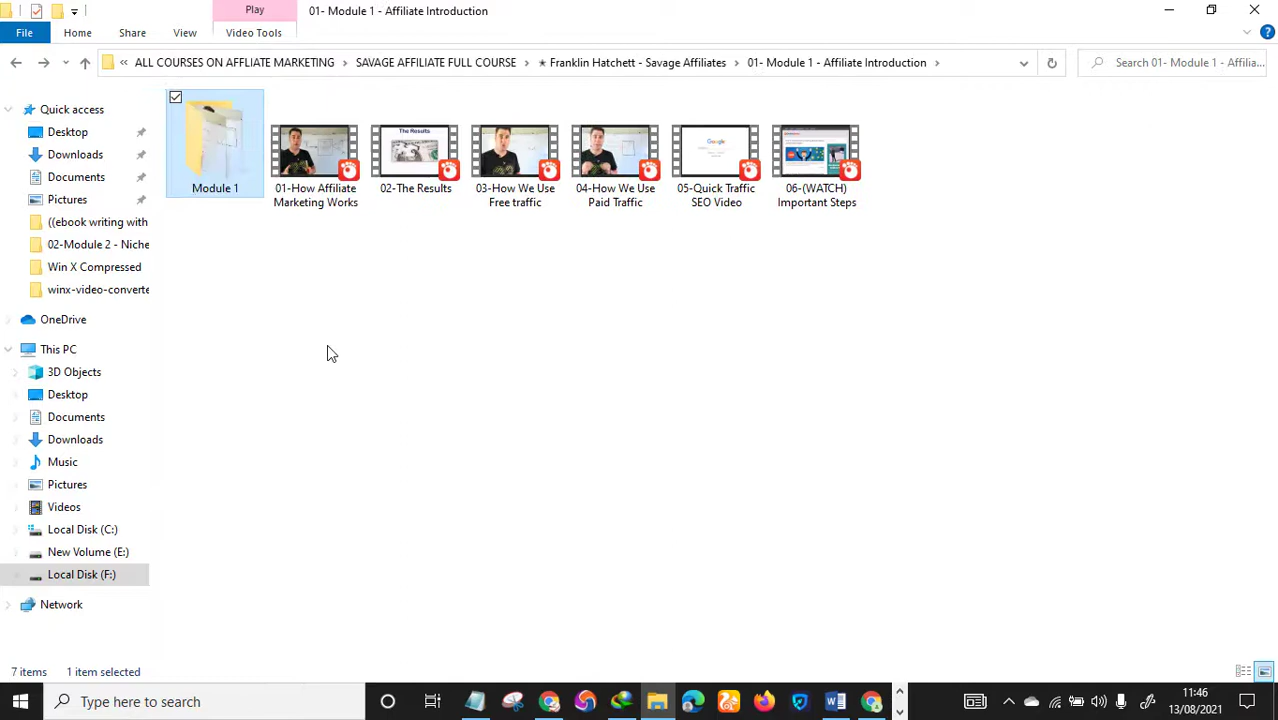 Play
01- Module 1 - Affiliate Introduction
File
Home
Share
View
Video Tools
« ALL COURSES ON AFFLIATE MARKETING > SAVAGE AFFILIATE FULL COURSE > ✶ Franklin Hatchett - Savage Affiliates > 01- Module 1 - Affiliate Introduction >
Search 01- Module 1 - Affilia...
Quick access
Desktop
Downloads
Documents
Pictures
((ebook writing with
02-Module 2 - Niche
Win X Compressed
winx-video-converte
OneDrive
This PC
3D Objects
Desktop
Documents
Downloads
Music
Pictures
Videos
Local Disk (C:)
New Volume (E:)
Local Disk (F:)
Network
Module 1
01-How Affiliate
Marketing Works
The Results
02-The Results
03-How We Use
Free traffic
04-How We Use
Paid Traffic
Google
05-Quick Traffic
SEO Video
06-(WATCH)
Important Steps
7 items
1 item selected
Type here to search
11:46
13/08/2021